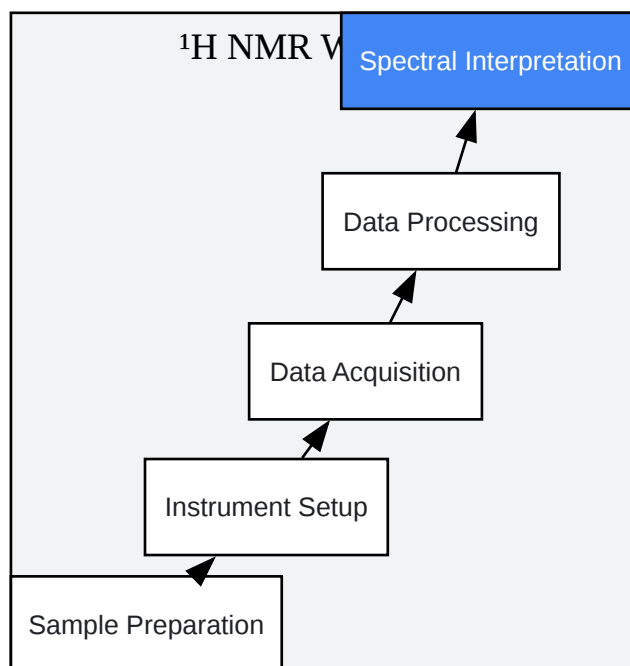 ¹H NMR
Spectral Interpretation
Data Processing
Data Acquisition
Instrument Setup
Sample Preparation